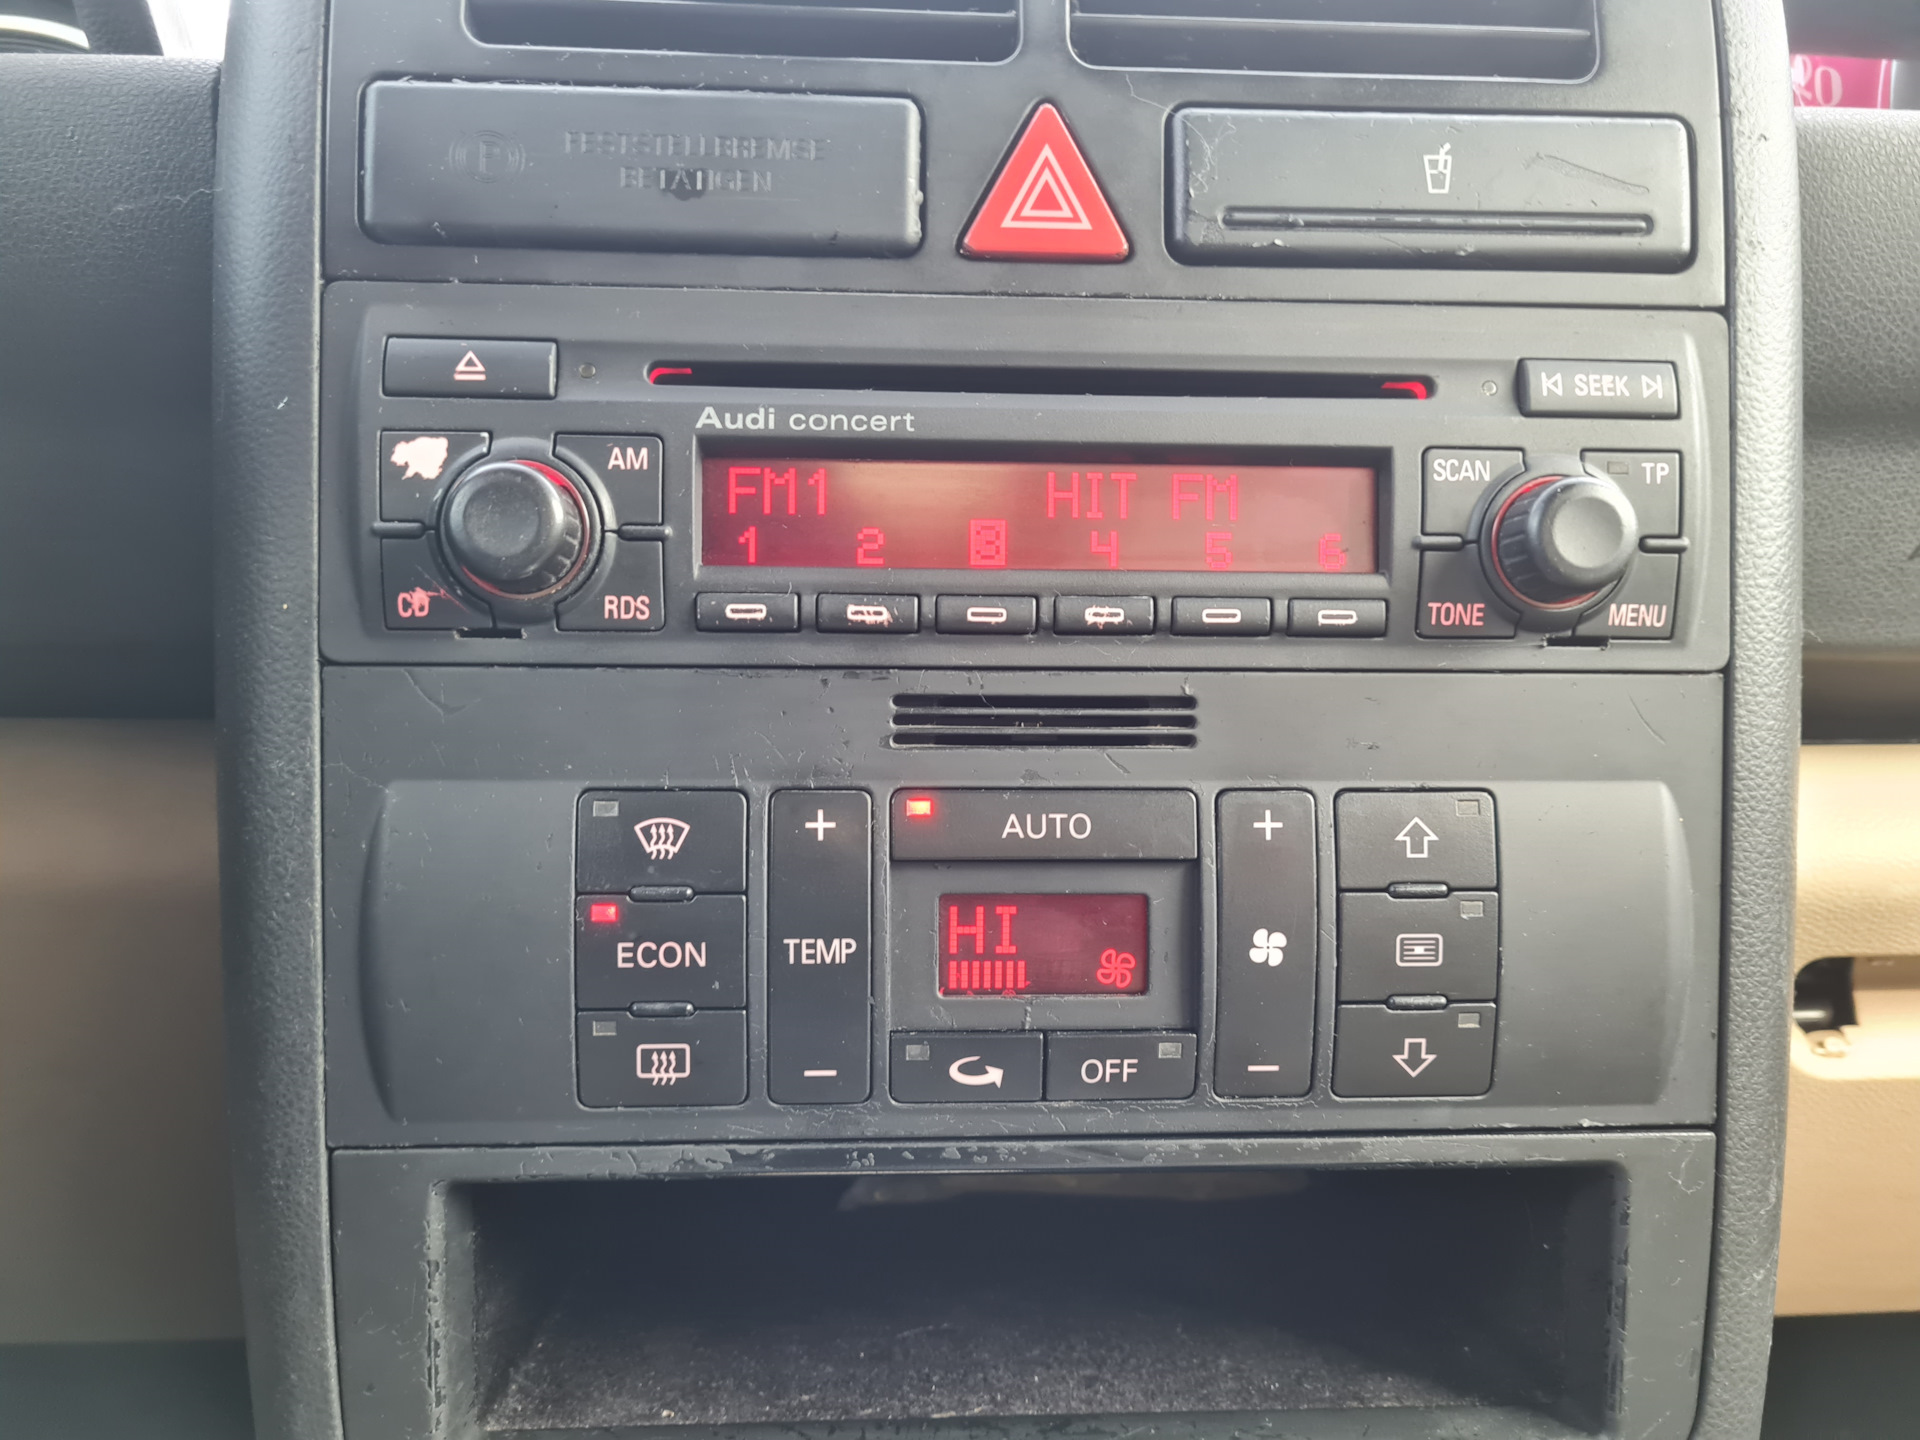 FESTSTELLBREMSE
BETÄTIGEN
P
SEEK
Audi concert
AM
SCAN
TP
FM1 HIT FM
1 2 3 4 5 6
CD
RDS
TONE
MENU
AUTO
HI
ECON
TEMP
OFF